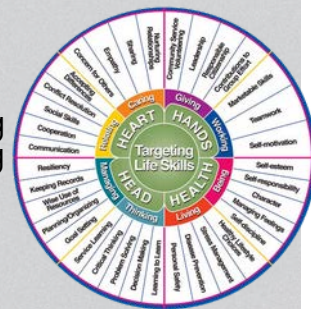 g
g
Targeting
Life Skills
HEART
HANDS
HEALTH
HEAD
Relating
Caring
Giving
Working
Being
Living
Thinking
Managing
Communication
Cooperation
Social Skills
Conflict Resolution
Accepting
Differences
Concern for Others
Empathy
Sharing
Nurturing
Relationships
Community Service
Volunteering
Leadership
Responsible
Citizenship
Contributions to
Group Effort
Marketable Skills
Teamwork
Self-motivation
Self-esteem
Self-responsibility
Character
Managing Feelings
Self-discipline
Healthy Lifestyle
Choices
Stress Management
Disease Prevention
Personal Safety
Learning to Learn
Decision Making
Problem Solving
Critical Thinking
Service Learning
Goal Setting
Planning/Organizing
Wise Use of
Resources
Keeping Records
Resiliency